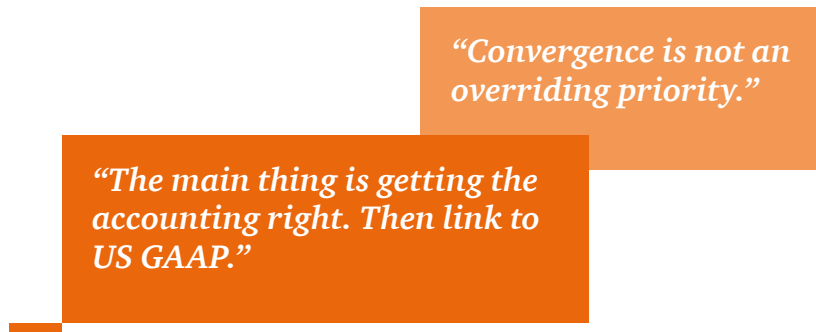 “Convergence is not an
overriding priority.”
“The main thing is getting the
accounting right. Then link to
US GAAP.”